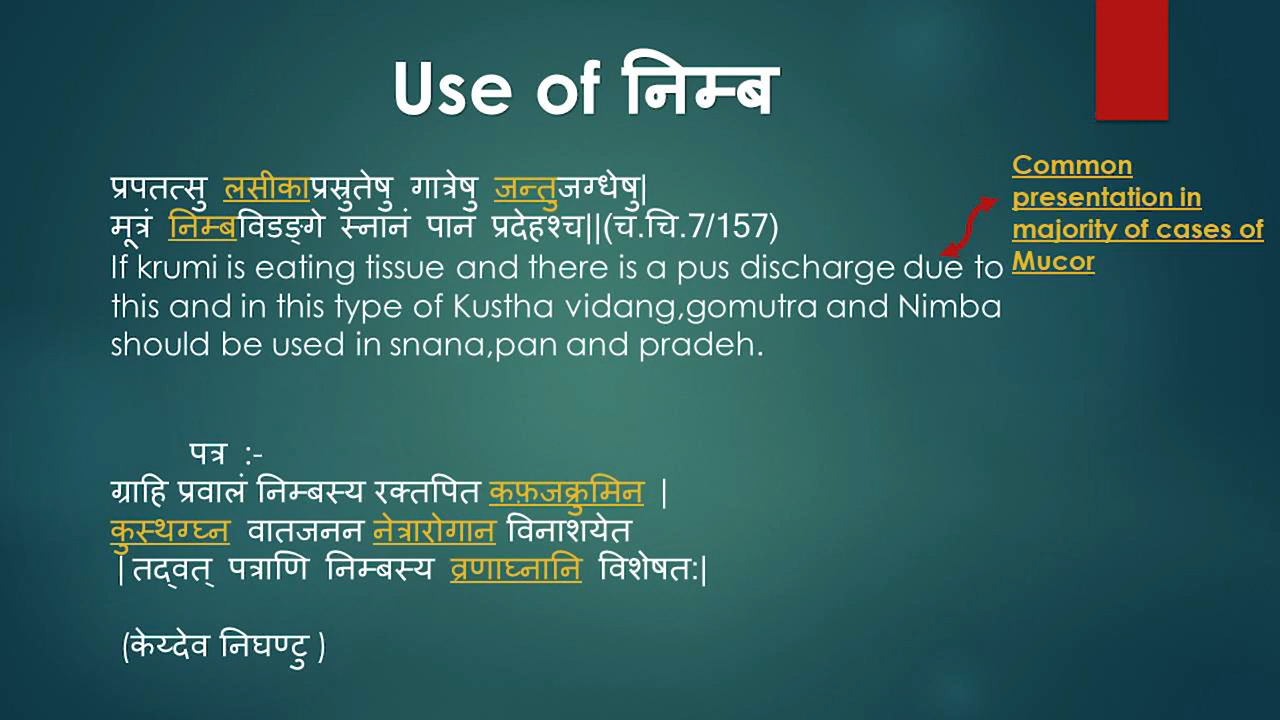 Use of निम्ब
प्रपतत्सु लसीकाप्रस्रुतेषु गात्रेषु जन्तुजग्धेषु|
मूत्रं निम्बविडङ्गे स्नानं पानं प्रदेहश्च||(च.चि.7/157)
If krumi is eating tissue and there is a pus discharge due to
this and in this type of Kustha vidang,gomutra and Nimba
should be used in snana,pan and pradeh.
Common
presentation in
majority of cases of
Mucor
पत्र :-
ग्राहि प्रवालं निम्बस्य रक्तपित कफ़जक्रुमिन |
कुस्थग्घ्न वातजनन नेत्रारोगान विनाशयेत
|तद्वत् पत्राणि निम्बस्य व्रणाघ्नानि विशेषतः|
(केय्देव निघण्टु )